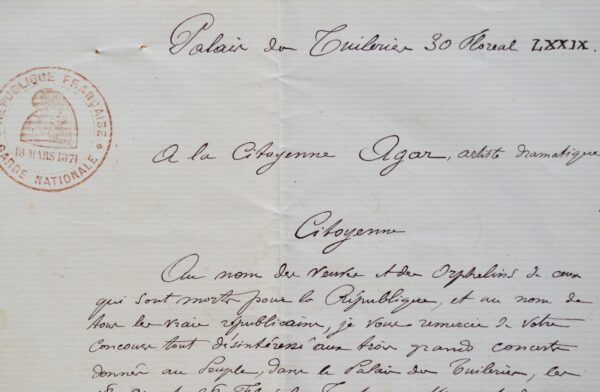 Palais des Tuileries 30 Floreal LXXIX.
RÉPUBLIQUE FRANÇAISE
18 MARS 1871
GARDE NATIONALE
A la Citoyenne Agar, artiste dramatique
Citoyenne
Au nom des veuves et des Orphelins de ceux
qui sont morts pour la République, et au nom de
tous les vrais républicains, je vous remercie de votre
concours tout désintéressé aux trois grands concerts
donnés au Peuple, dans le Palais des Tuileries, les